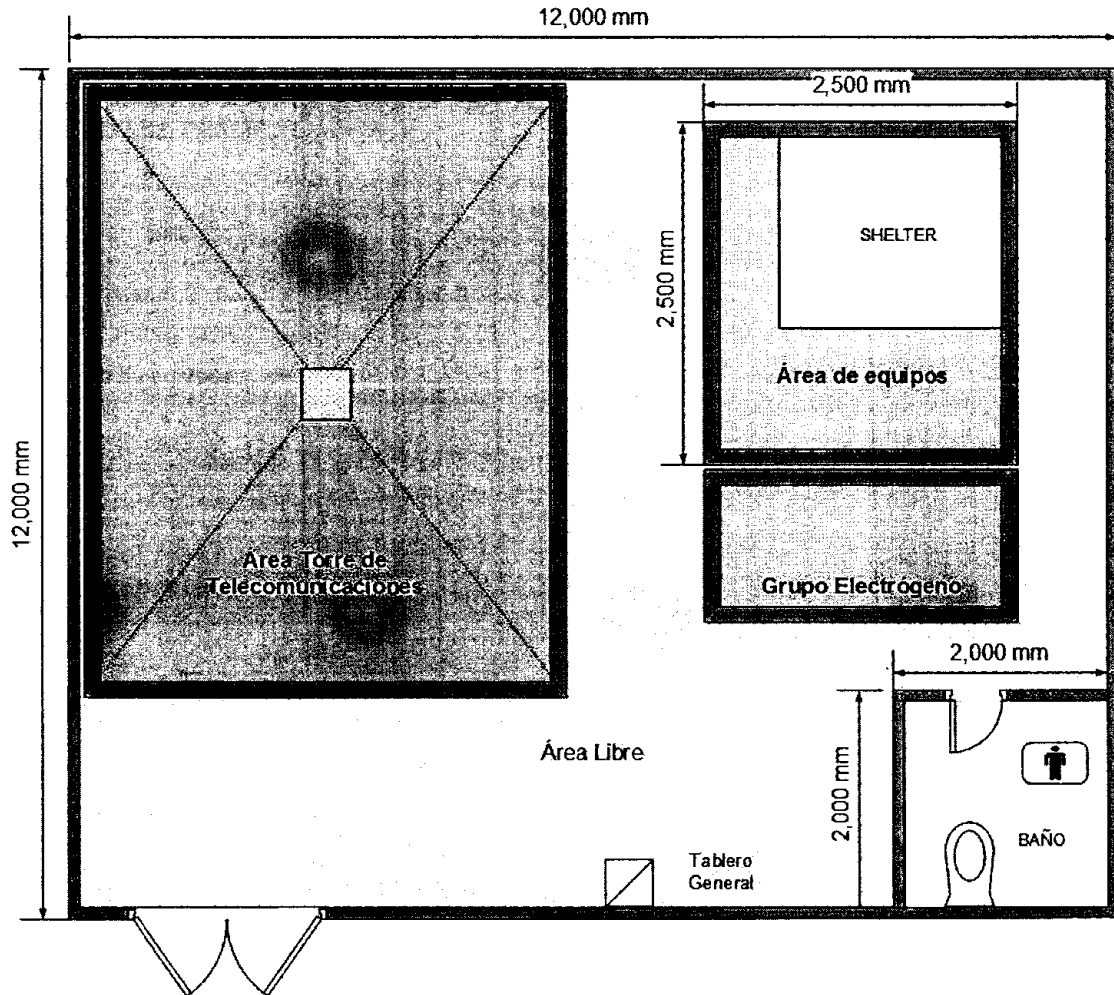 12,000 mm
2,500 mm
2,500 mm
SHELTER
Área de equipos
12,000 mm
Area Torre de
Telecomunicaciones
Grupo Electrogeno
2,000 mm
Área Libre
2,000 mm
BAÑO
Tablero
General